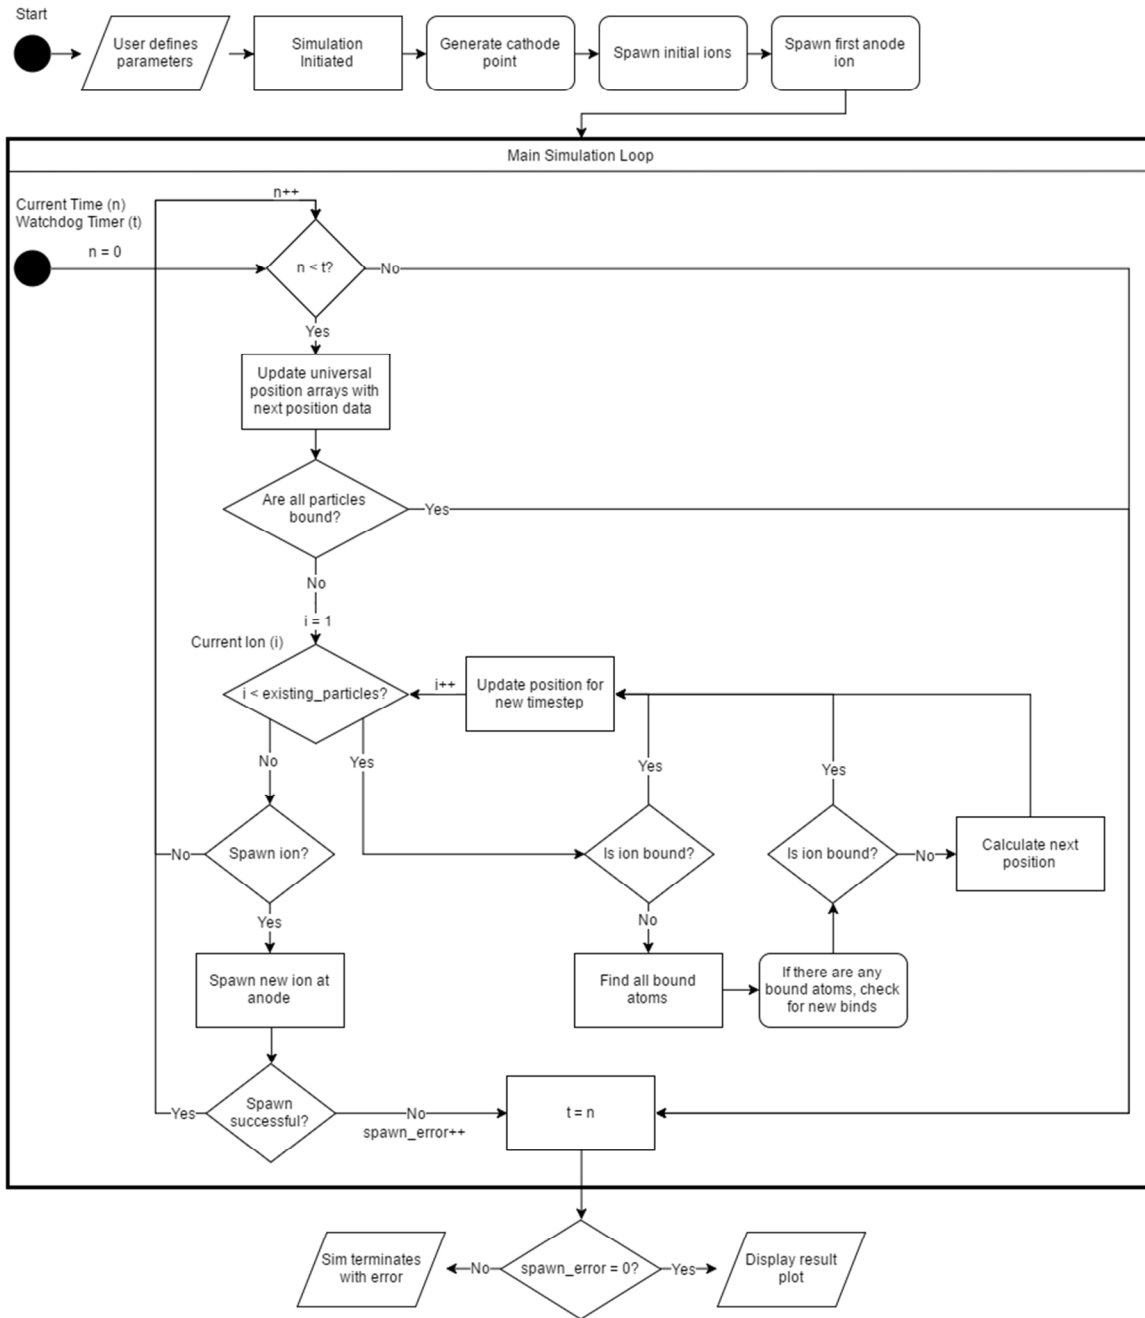 Start
User defines
parameters
Simulation
Initiated
Generate cathode
point
Spawn initial ions
Spawn first anode
ion
Main Simulation Loop
n++
Current Time (n)
Watchdog Timer (t)
n = 0
n < t?
No
Yes
Update universal
position arrays with
next position data
Are all particles
bound?
Yes
No
i = 1
Current Ion (i)
i < existing_particles?
i++
Update position for
new timestep
No
Yes
Yes
Yes
No
Spawn ion?
Is ion bound?
Is ion bound?
No
Calculate next
position
Yes
No
Spawn new ion at
anode
Find all bound
atoms
If there are any
bound atoms, check
for new binds
Yes
Spawn
successful?
No
spawn_error++
t = n
Sim terminates
with error
No
spawn_error = 0?
Yes
Display result
plot